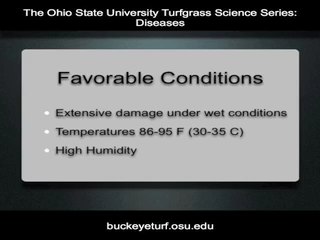 The Ohio State University Turfgrass Science Series:
Diseases
Favorable Conditions
• Extensive damage under wet conditions
• Temperatures 86-95 F (30-35 C)
• High Humidity
buckeyeturf.osu.edu